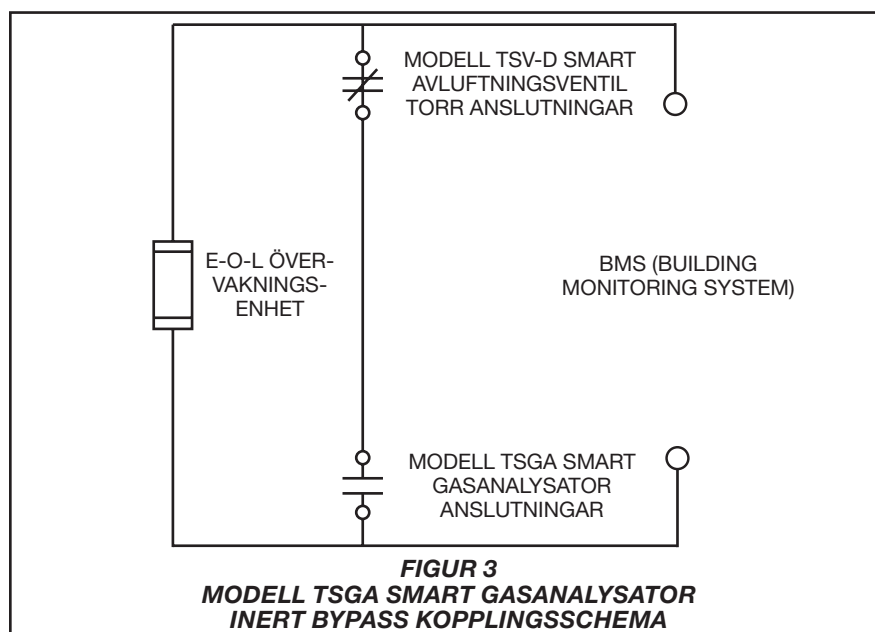 MODELL TSV-D SMART
AVLUFTNINGSVENTIL
TORR ANSLUTNINGAR
E-O-L ÖVER-
VAKNINGS-
ENHET
BMS (BUILDING
MONITORING SYSTEM)
MODELL TSGA SMART
GASANALYSATOR
ANSLUTNINGAR
FIGUR 3
MODELL TSGA SMART GASANALYSATOR
INERT BYPASS KOPPLINGSSCHEMA